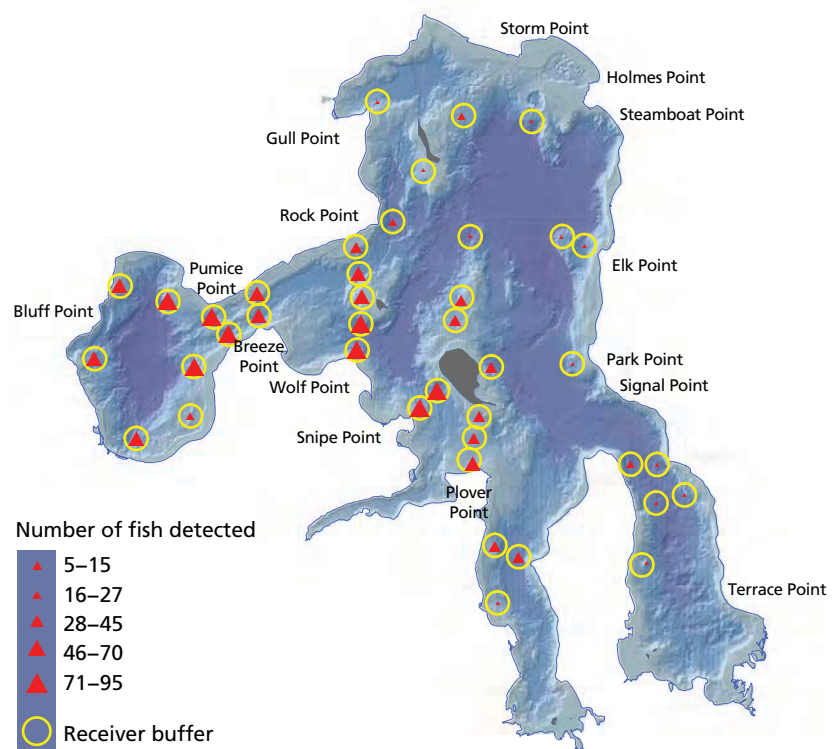 Storm Point
Holmes Point
Steamboat Point
Gull Point
Rock Point
Elk Point
Pumice
Point
Bluff Point
Breeze
Point
Park Point
Wolf Point
Signal Point
Snipe Point
Plover
Point
Terrace Point
Number of fish detected
5–15
16–27
28–45
46–70
71–95
Receiver buffer